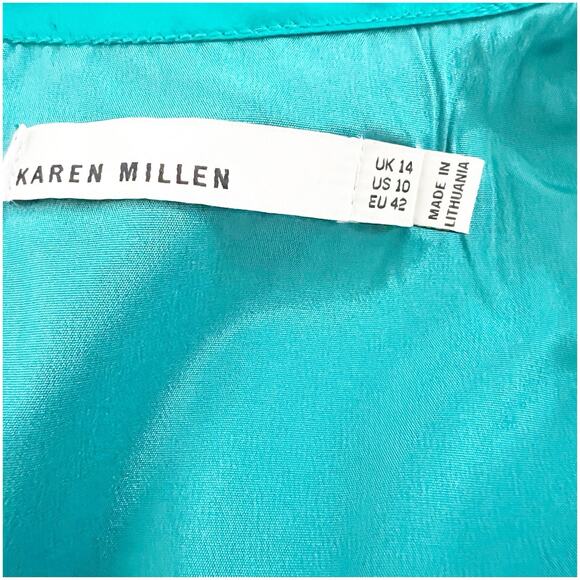 KAREN MILLEN
UK 14
US 10
EU 42
MADE IN
LITHUANIA